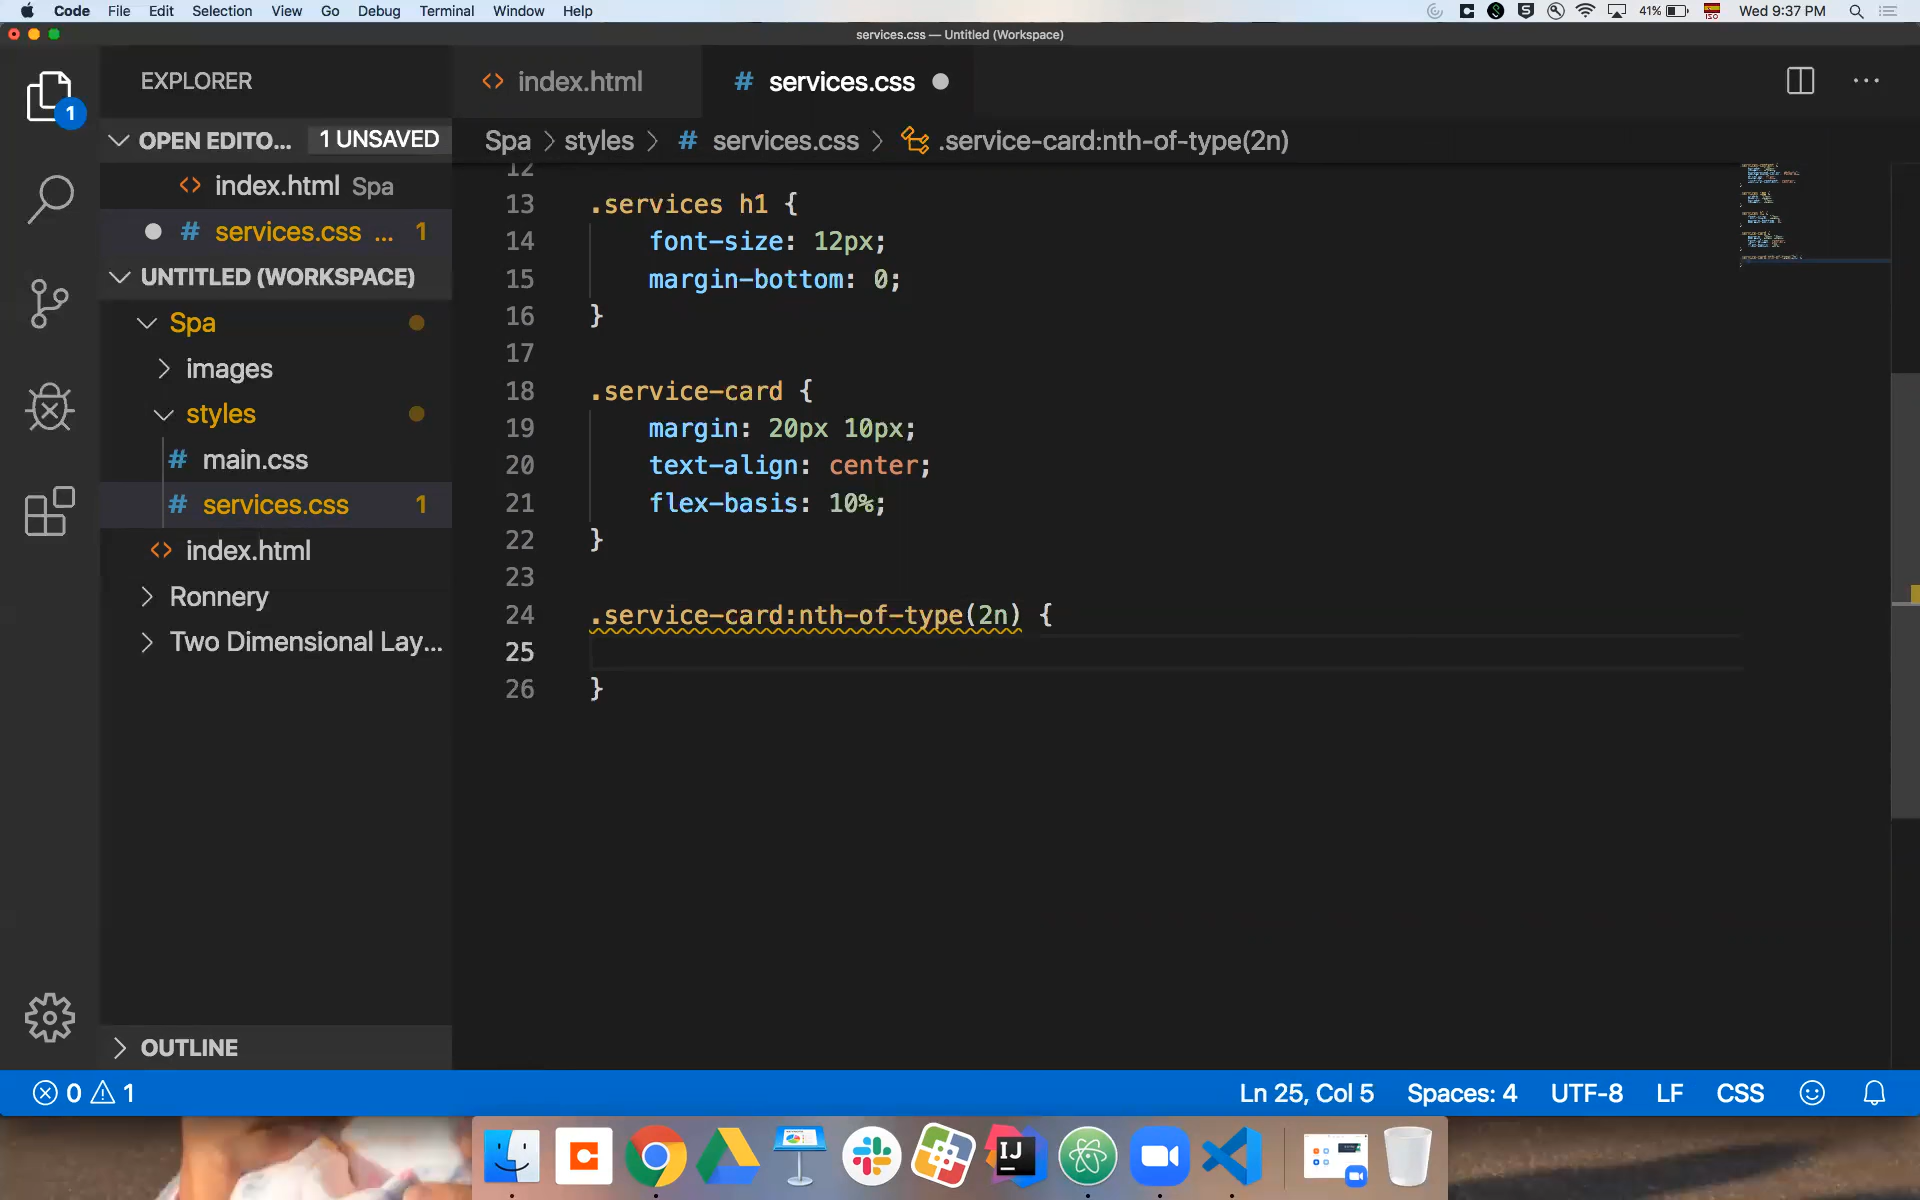 Code File Edit Selection View Go Debug Terminal Window Help
41% ISO Wed 9:37 PM
services.css — Untitled (Workspace)
EXPLORER
1
OPEN EDITO... 1 UNSAVED
index.html Spa
# services.css ... 1
UNTITLED (WORKSPACE)
Spa
images
styles
# main.css
# services.css 1
index.html
Ronnery
Two Dimensional Lay...
OUTLINE
index.html # services.css
Spa > styles > # services.css > .service-card:nth-of-type(2n)
12
13 .services h1 {
14 font-size: 12px;
15 margin-bottom: 0;
16 }
17
18 .service-card {
19 margin: 20px 10px;
20 text-align: center;
21 flex-basis: 10%;
22 }
23
24 .service-card:nth-of-type(2n) {
25
26 }
0 1 Ln 25, Col 5 Spaces: 4 UTF-8 LF CSS
IJ